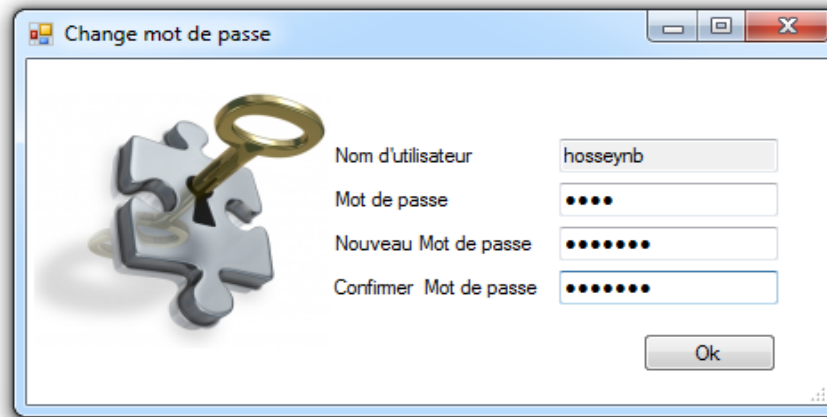 Change mot de passe
Nom d'utilisateur hosseynb
Mot de passe ●●●●
Nouveau Mot de passe ●●●●●●●
Confirmer Mot de passe ●●●●●●●
Ok